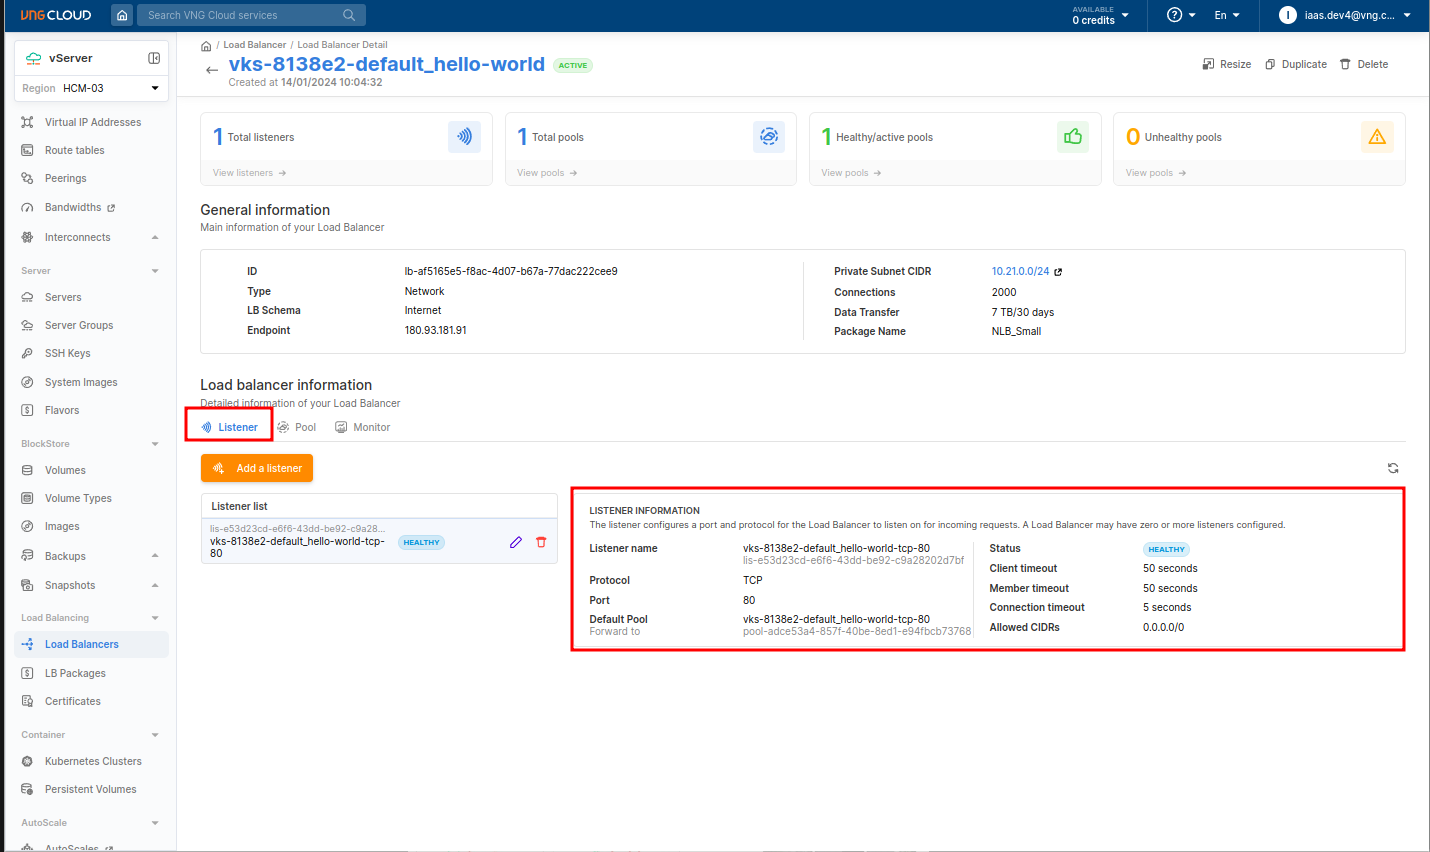 VNG CLOUD
Search VNG Cloud services
AVAILABLE
0 credits
?
En
I
iaas.dev4@vng.c...
vServer
Region HCM-03
Virtual IP Addresses
Route tables
Peerings
Bandwidths
Interconnects
Server
Servers
Server Groups
SSH Keys
System Images
Flavors
BlockStore
Volumes
Volume Types
Images
Backups
Snapshots
Load Balancing
Load Balancers
LB Packages
Certificates
Container
Kubernetes Clusters
Persistent Volumes
AutoScale
AutoScales
/ Load Balancer / Load Balancer Detail
vks-8138e2-default_hello-world ACTIVE
Created at 14/01/2024 10:04:32
Resize Duplicate Delete
1 Total listeners
View listeners
1 Total pools
View pools
1 Healthy/active pools
View pools
0 Unhealthy pools
View pools
General information
Main information of your Load Balancer
ID lb-af5165e5-f8ac-4d07-b67a-77dac222cee9
Type Network
LB Schema Internet
Endpoint 180.93.181.91
Private Subnet CIDR 10.21.0.0/24
Connections 2000
Data Transfer 7 TB/30 days
Package Name NLB_Small
Load balancer information
Detailed information of your Load Balancer
Listener Pool Monitor
Add a listener
Listener list
lis-e53d23cd-e6f6-43dd-be92-c9a28...
vks-8138e2-default_hello-world-tcp-
80
HEALTHY
LISTENER INFORMATION
The listener configures a port and protocol for the Load Balancer to listen on for incoming requests. A Load Balancer may have zero or more listeners configured.
Listener name vks-8138e2-default_hello-world-tcp-80
lis-e53d23cd-e6f6-43dd-be92-c9a28202d7bf
Protocol TCP
Port 80
Default Pool vks-8138e2-default_hello-world-tcp-80
Forward to pool-adce53a4-857f-40be-8ed1-e94fbcb73768
Status HEALTHY
Client timeout 50 seconds
Member timeout 50 seconds
Connection timeout 5 seconds
Allowed CIDRs 0.0.0.0/0